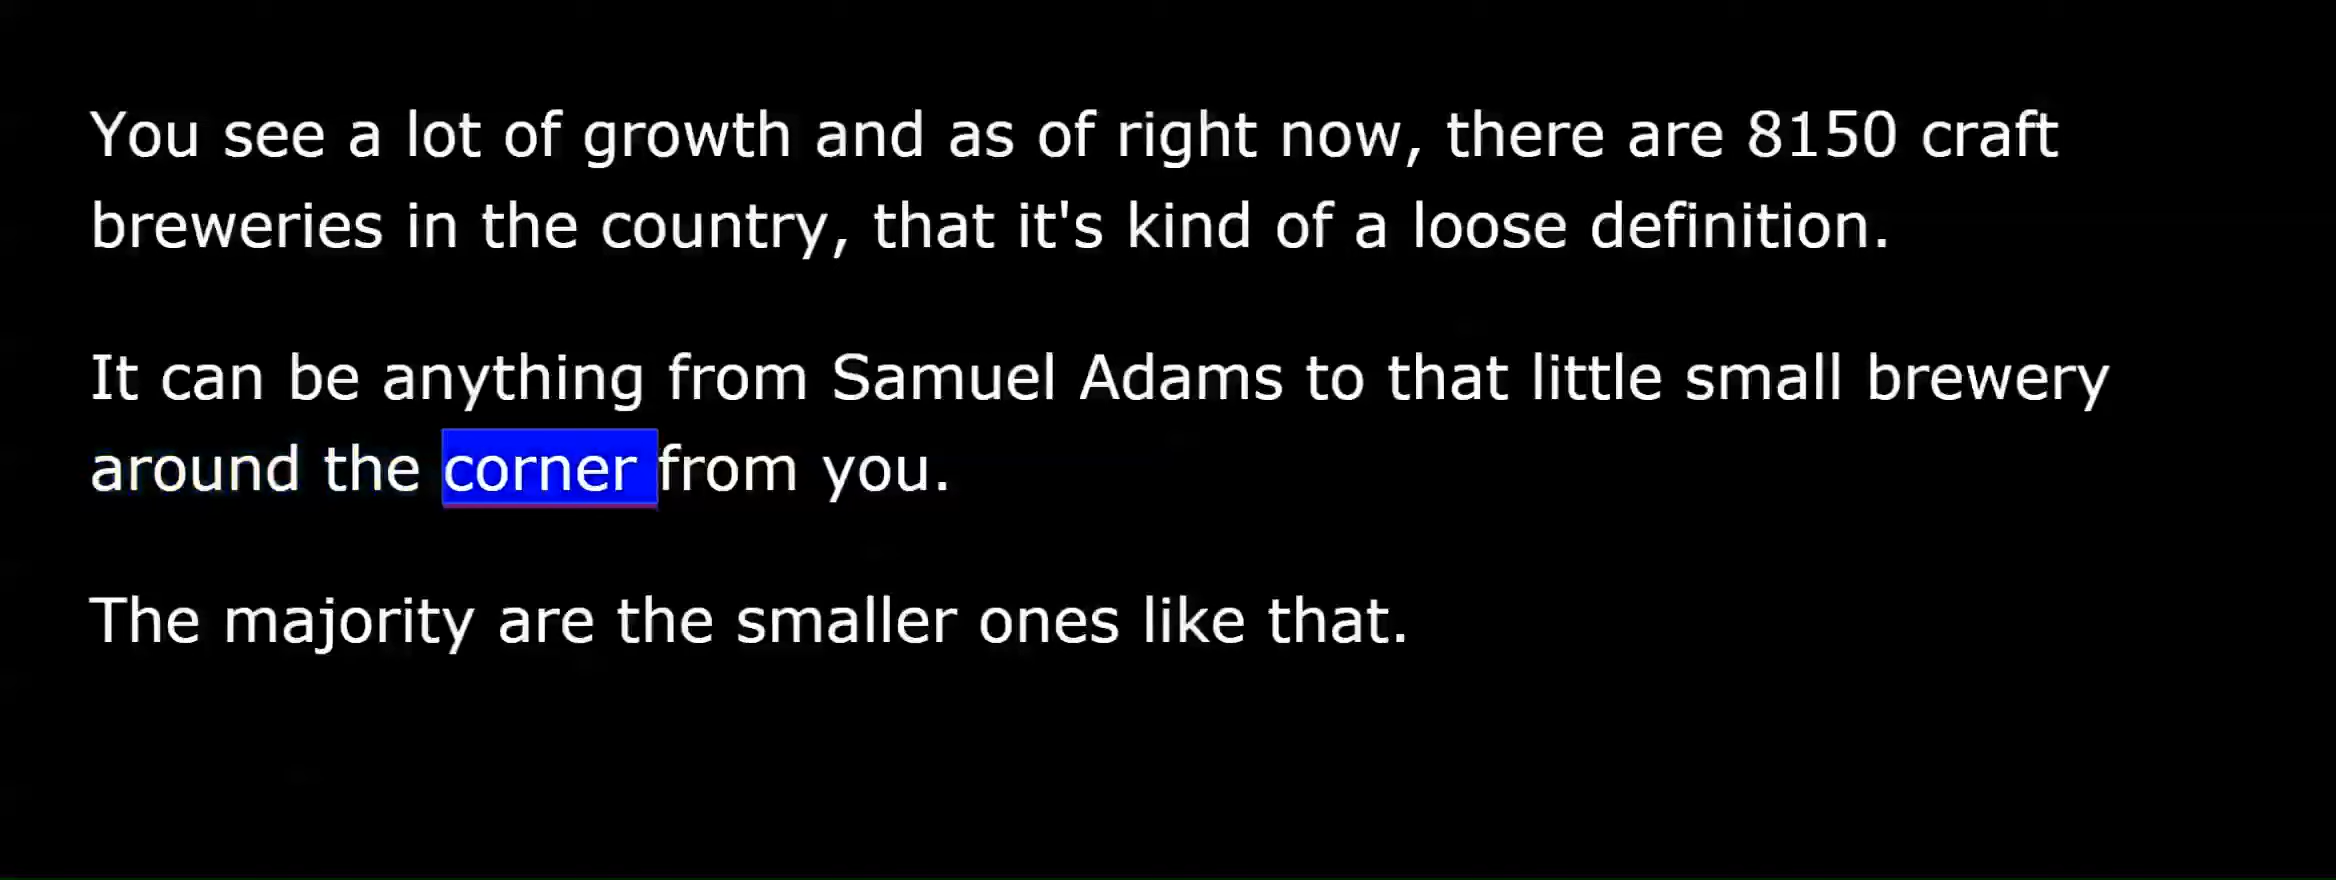 You see a lot of growth and as of right now, there are 8150 craft
breweries in the country, that it's kind of a loose definition.
It can be anything from Samuel Adams to that little small brewery
around the corner from you.
The majority are the smaller ones like that.